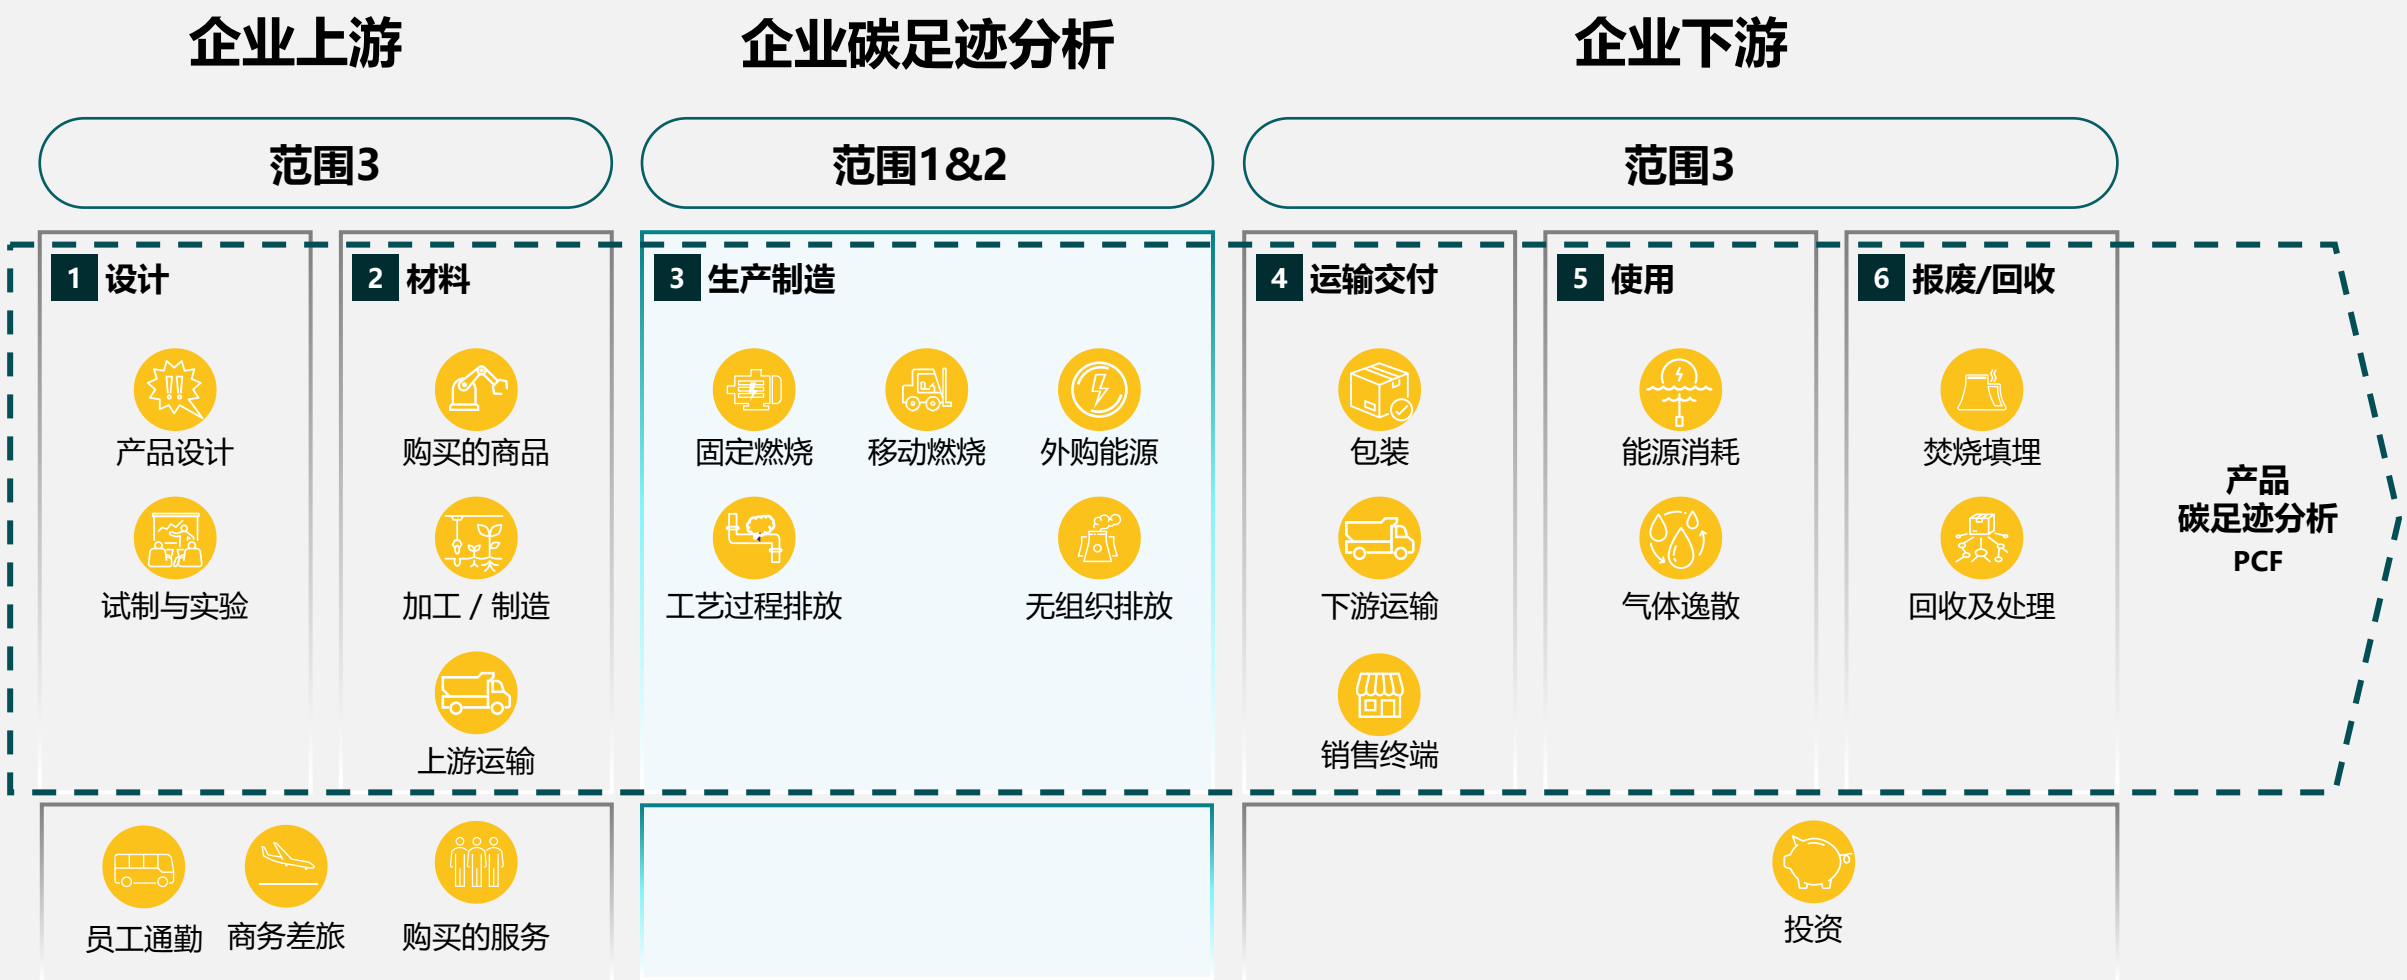 企业上游
企业碳足迹分析
企业下游
范围3
范围1&2
范围3
1 设计
产品设计
试制与实验
2 材料
购买的商品
加工 / 制造
上游运输
3 生产制造
固定燃烧
移动燃烧
外购能源
工艺过程排放
无组织排放
4 运输交付
包装
下游运输
销售终端
5 使用
能源消耗
气体逸散
6 报废/回收
焚烧填埋
回收及处理
产品
碳足迹分析
PCF
员工通勤
商务差旅
购买的服务
投资